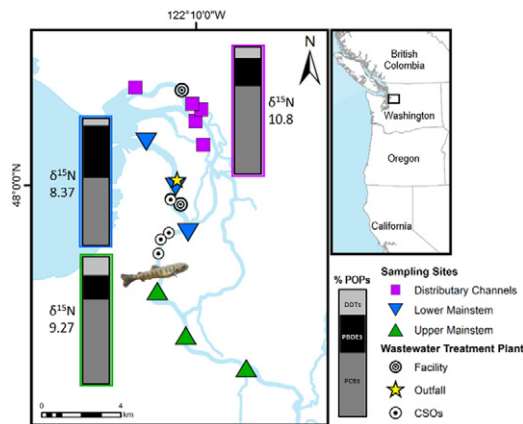 122°10'0"W
N
δ¹⁵N
10.8
δ¹⁵N
8.37
48°0'0"N
δ¹⁵N
9.27
0 2 4
km
British
Colombia
Washington
Oregon
California
% POPs
DDTs
PBDEs
PCBs
Sampling Sites
Distributary Channels
Lower Mainstem
Upper Mainstem
Wastewater Treatment Plant
Facility
Outfall
CSOs